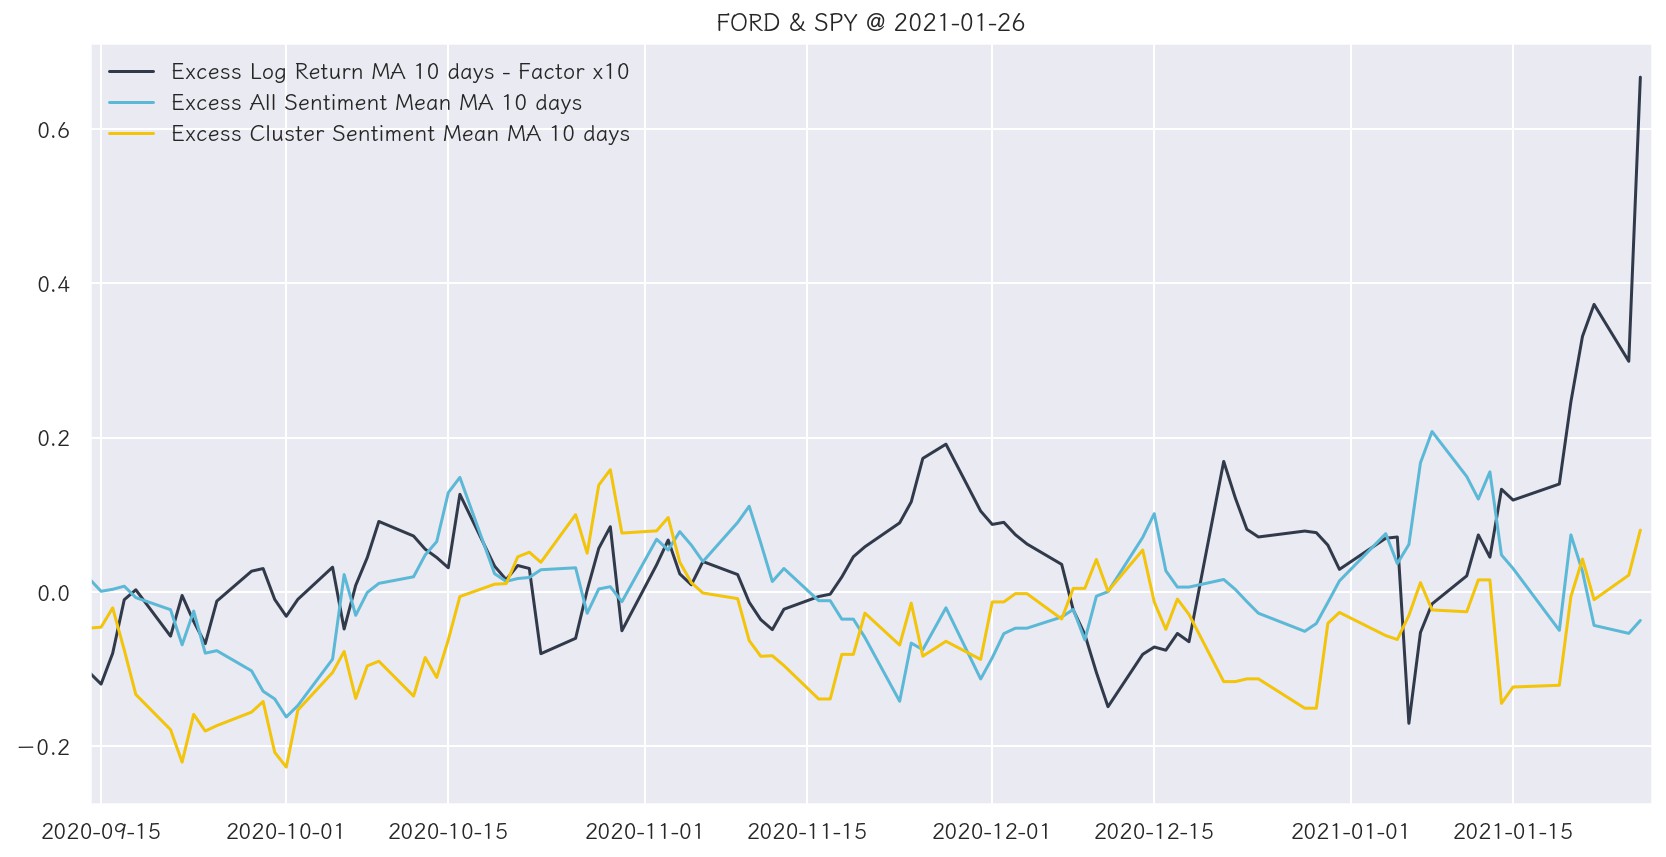 FORD & SPY @ 2021-01-26
Excess Log Return MA 10 days - Factor x10
Excess All Sentiment Mean MA 10 days
Excess Cluster Sentiment Mean MA 10 days
0.6
0.4
0.2
0.0
−0.2
2020-09-15 2020-10-01 2020-10-15 2020-11-01 2020-11-15 2020-12-01 2020-12-15 2021-01-01 2021-01-15